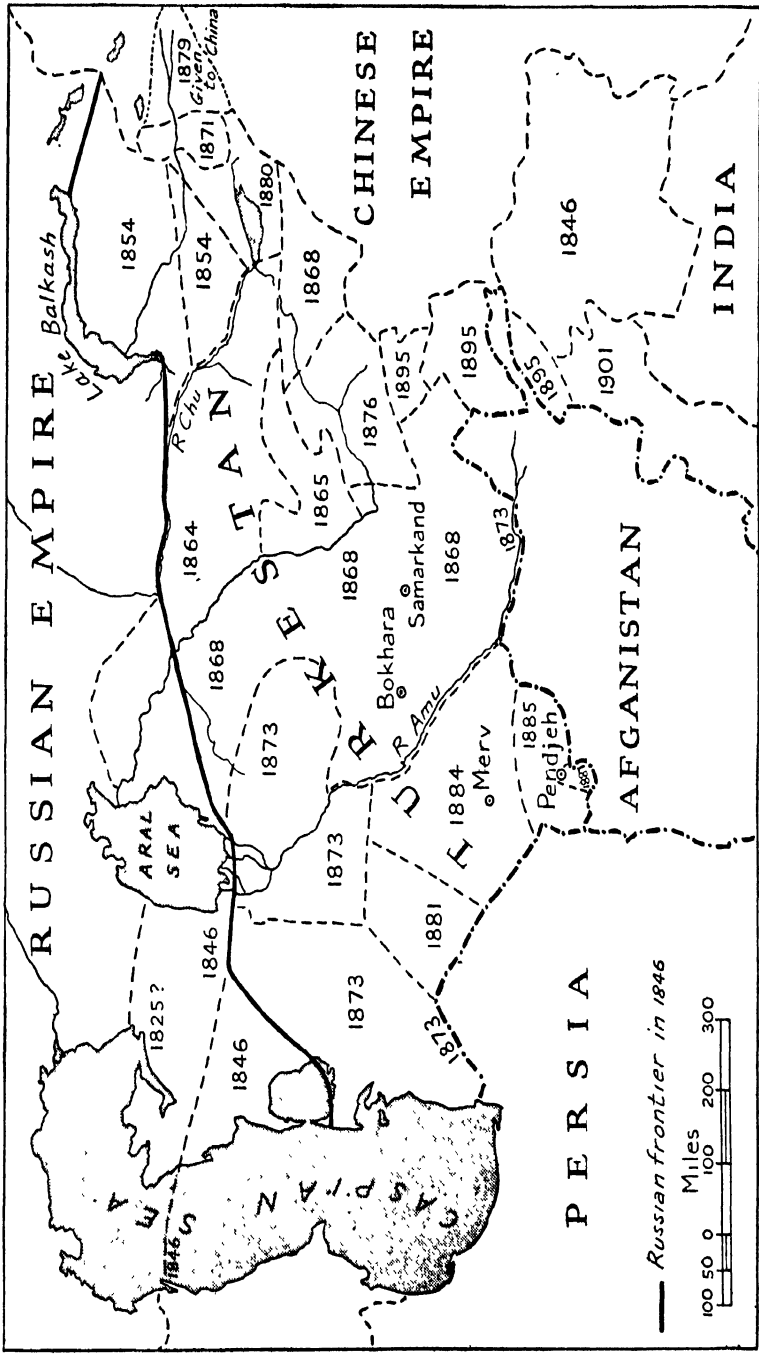 RUSSIAN EMPIRE
Lake Balkash
1854
1879
Given
to China
1871
1854
1880
R Chu
1868
CHINESE
EMPIRE
ARAL
SEA
1825?
1846
1846
1846
CASPIAN SEA
1868
1864
1865
1876
1895
1895
1895
1846
1901
INDIA
TURKESTAN
1873
1868
Bokhara
Samarkand
1868
1873
R Amu
1873
1873
1881
1884
Merv
1885
Pendjeh
1873
PERSIA
AFGANISTAN
Russian frontier in 1846
Miles
100 50 0 100 200 300